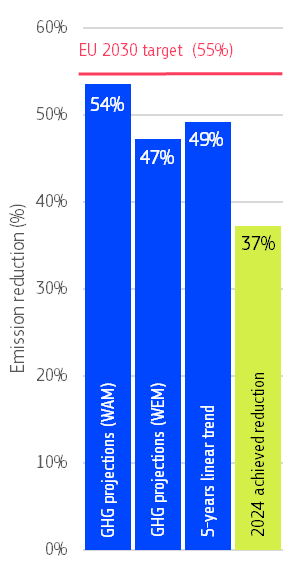 60%
EU 2030 target (55%)
50%
54%
49%
47%
40%
37%
30%
20%
10%
0%
Emission reduction (%)
GHG projections (WAM)
GHG projections (WEM)
5-years linear trend
2024 achieved reduction